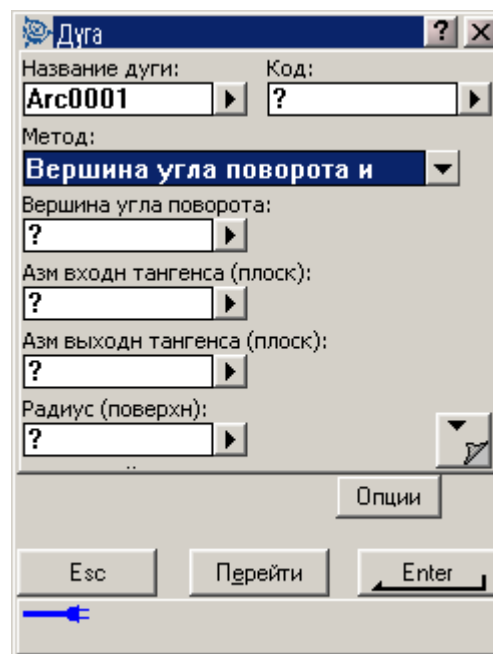 Дуга ? X
Название дуги: Код:
Arc0001 ?
Метод:
Вершина угла поворота и
Вершина угла поворота:
?
Азм входн тангенса (плоск):
?
Азм выходн тангенса (плоск):
?
Радиус (поверхн):
?
Опции
Esc Перейти Enter